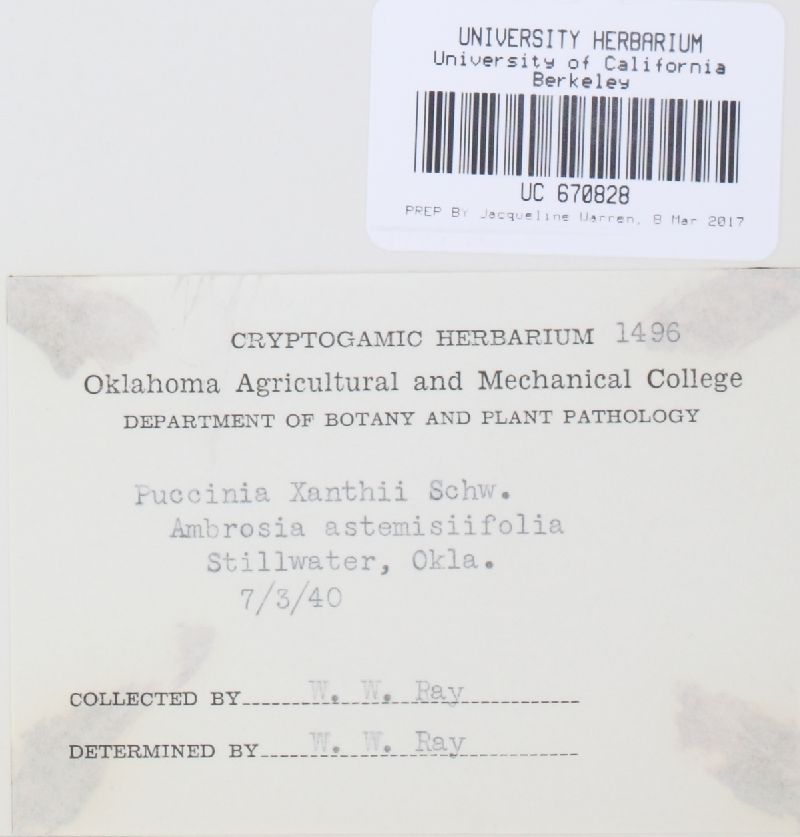 UNIVERSITY HERBARIUM
University of California
Berkeley
UC 670828
PREP BY Jacqueline Warren, 8 Mar 2017
CRYPTOGAMIC HERBARIUM 1496
Oklahoma Agricultural and Mechanical College
DEPARTMENT OF BOTANY AND PLANT PATHOLOGY
Puccinia Xanthii Schw.
Ambrosia astemisiifolia
Stillwater, Okla.
7/3/40
COLLECTED BY W. W. Ray
DETERMINED BY W. W. Ray